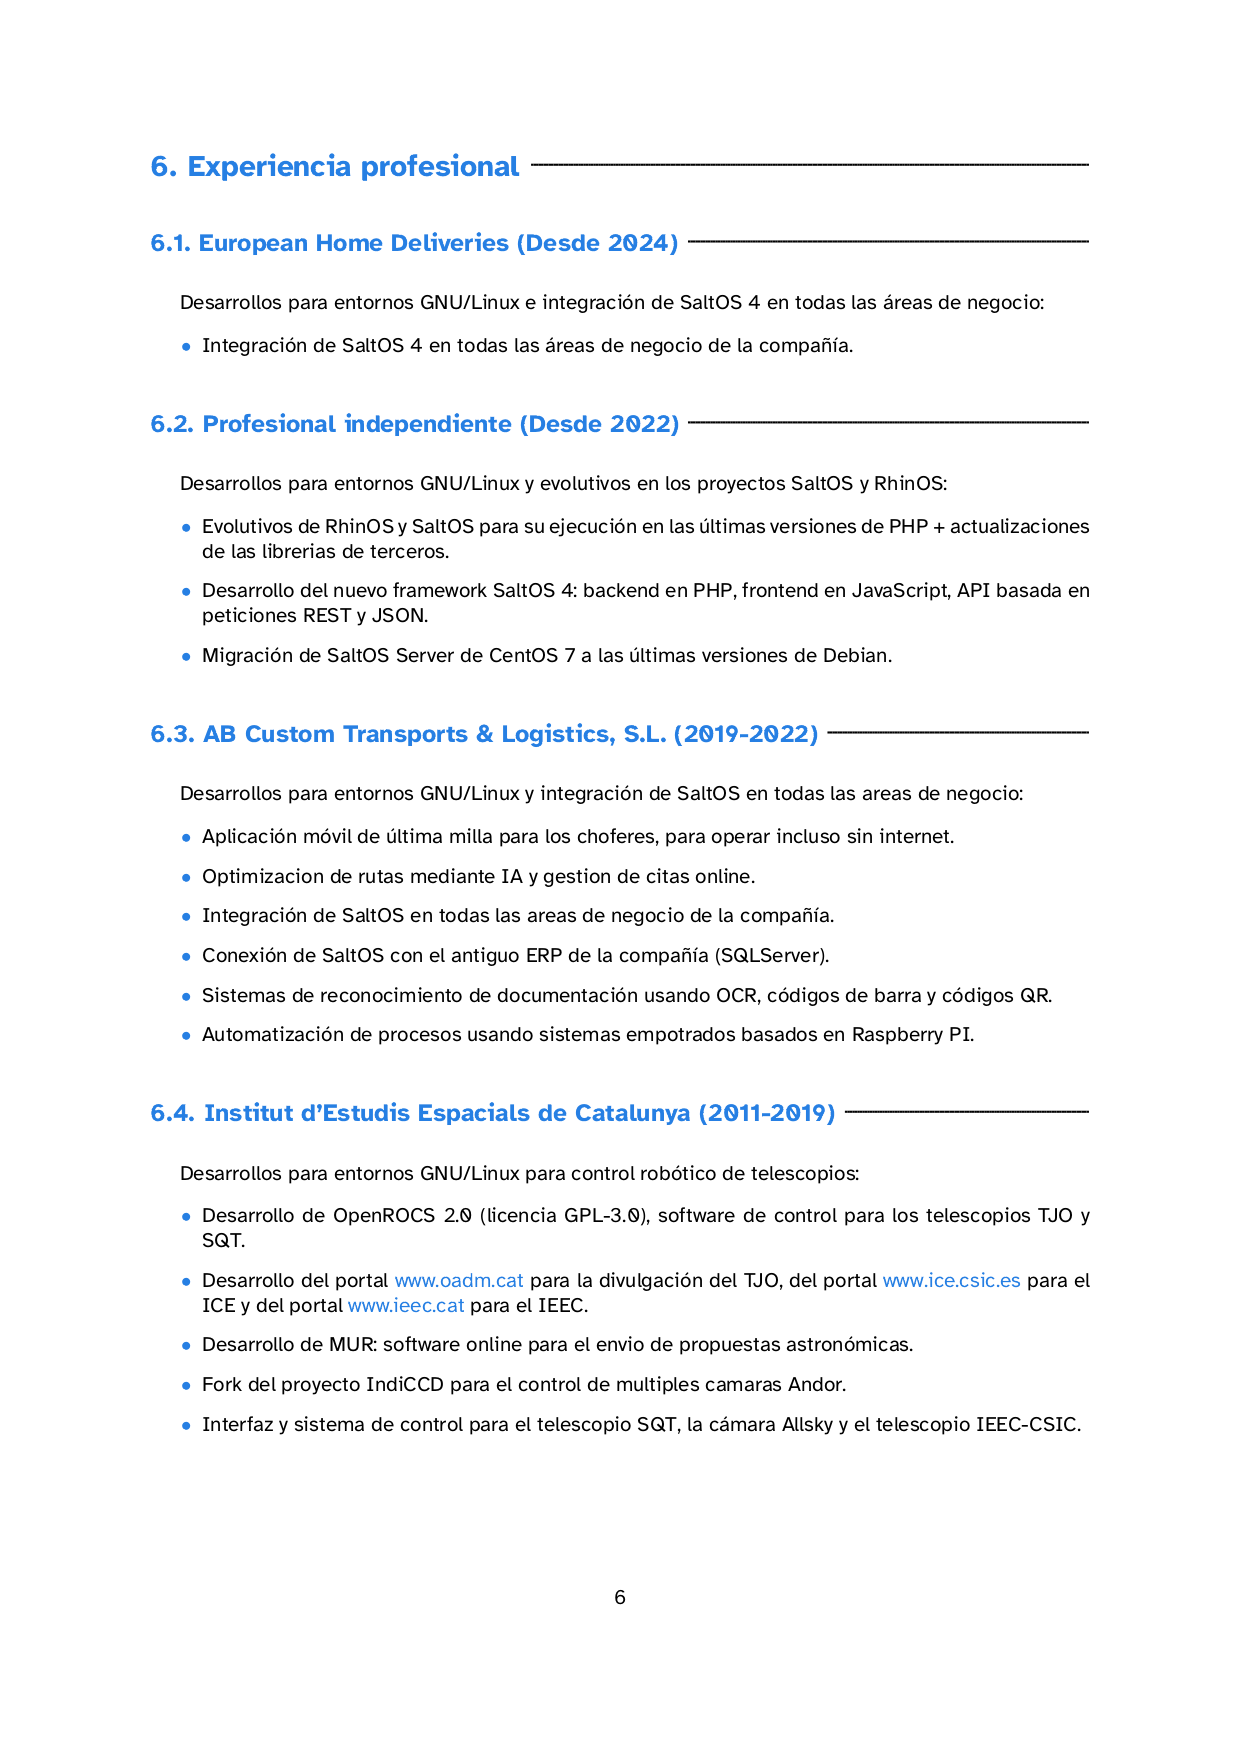 6. Experiencia profesional
6.1. European Home Deliveries (Desde 2024)
Desarrollos para entornos GNU/Linux e integración de SaltOS 4 en todas las áreas de negocio:
• Integración de SaltOS 4 en todas las áreas de negocio de la compañía.
6.2. Profesional independiente (Desde 2022)
Desarrollos para entornos GNU/Linux y evolutivos en los proyectos SaltOS y RhinOS:
• Evolutivos de RhinOS y SaltOS para su ejecución en las últimas versiones de PHP + actualizaciones
de las librerias de terceros.
• Desarrollo del nuevo framework SaltOS 4: backend en PHP, frontend en JavaScript, API basada en
peticiones REST y JSON.
• Migración de SaltOS Server de CentOS 7 a las últimas versiones de Debian.
6.3. AB Custom Transports & Logistics, S.L. (2019-2022)
Desarrollos para entornos GNU/Linux y integración de SaltOS en todas las areas de negocio:
• Aplicación móvil de última milla para los choferes, para operar incluso sin internet.
• Optimizacion de rutas mediante IA y gestion de citas online.
• Integración de SaltOS en todas las areas de negocio de la compañía.
• Conexión de SaltOS con el antiguo ERP de la compañía (SQLServer).
• Sistemas de reconocimiento de documentación usando OCR, códigos de barra y códigos QR.
• Automatización de procesos usando sistemas empotrados basados en Raspberry PI.
6.4. Institut d’Estudis Espacials de Catalunya (2011-2019)
Desarrollos para entornos GNU/Linux para control robótico de telescopios:
• Desarrollo de OpenROCS 2.0 (licencia GPL-3.0), software de control para los telescopios TJO y
SQT.
• Desarrollo del portal www.oadm.cat para la divulgación del TJO, del portal www.ice.csic.es para el
ICE y del portal www.ieec.cat para el IEEC.
• Desarrollo de MUR: software online para el envio de propuestas astronómicas.
• Fork del proyecto IndiCCD para el control de multiples camaras Andor.
• Interfaz y sistema de control para el telescopio SQT, la cámara Allsky y el telescopio IEEC-CSIC.
6